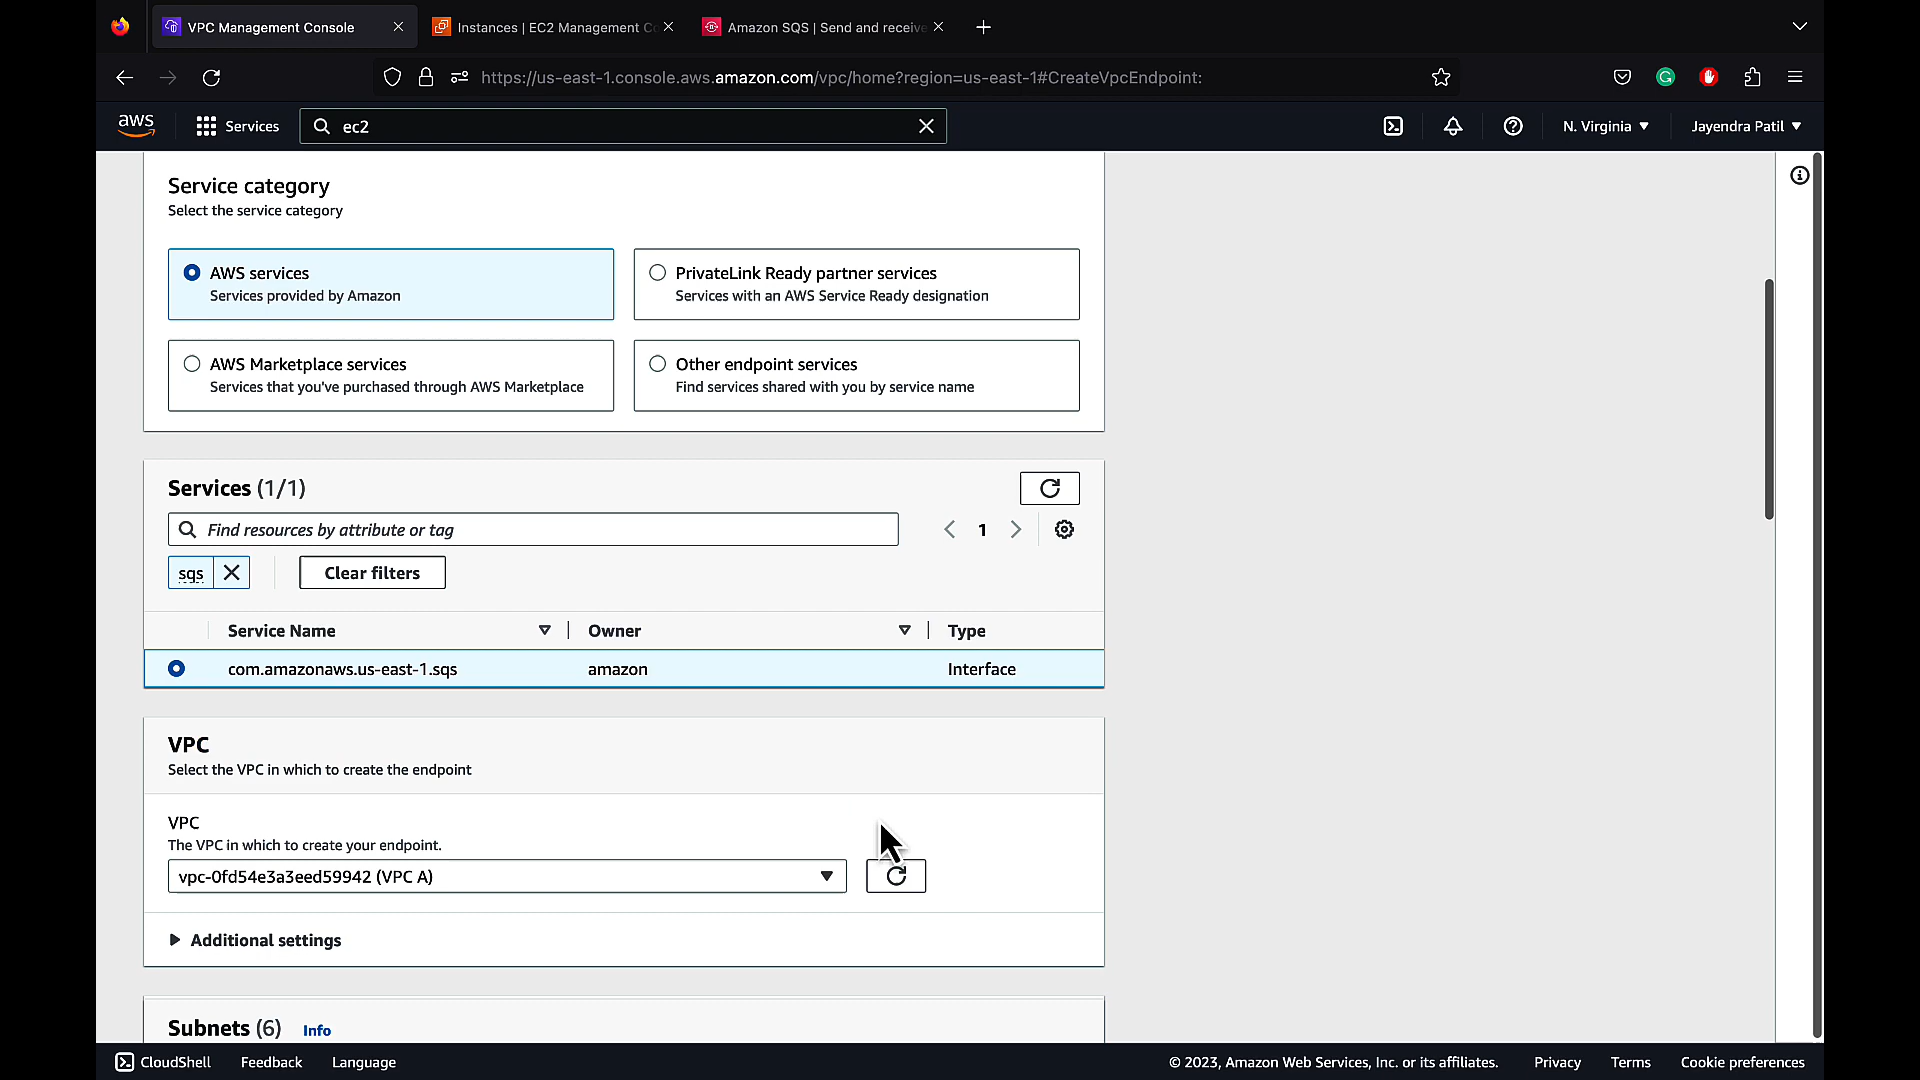 VPC Management Console
Instances | EC2 Management Co
Amazon SQS | Send and receive
https://us-east-1.console.aws.amazon.com/vpc/home?region=us-east-1#CreateVpcEndpoint:
aws
Services
ec2
N. Virginia
Jayendra Patil
Service category
Select the service category
AWS services
Services provided by Amazon
PrivateLink Ready partner services
Services with an AWS Service Ready designation
AWS Marketplace services
Services that you've purchased through AWS Marketplace
Other endpoint services
Find services shared with you by service name
Services (1/1)
Find resources by attribute or tag
1
sqs
Clear filters
Service Name
Owner
Type
com.amazonaws.us-east-1.sqs
amazon
Interface
VPC
Select the VPC in which to create the endpoint
VPC
The VPC in which to create your endpoint.
vpc-0fd54e3a3eed59942 (VPC A)
Additional settings
Subnets (6) Info
CloudShell
Feedback
Language
© 2023, Amazon Web Services, Inc. or its affiliates.
Privacy
Terms
Cookie preferences